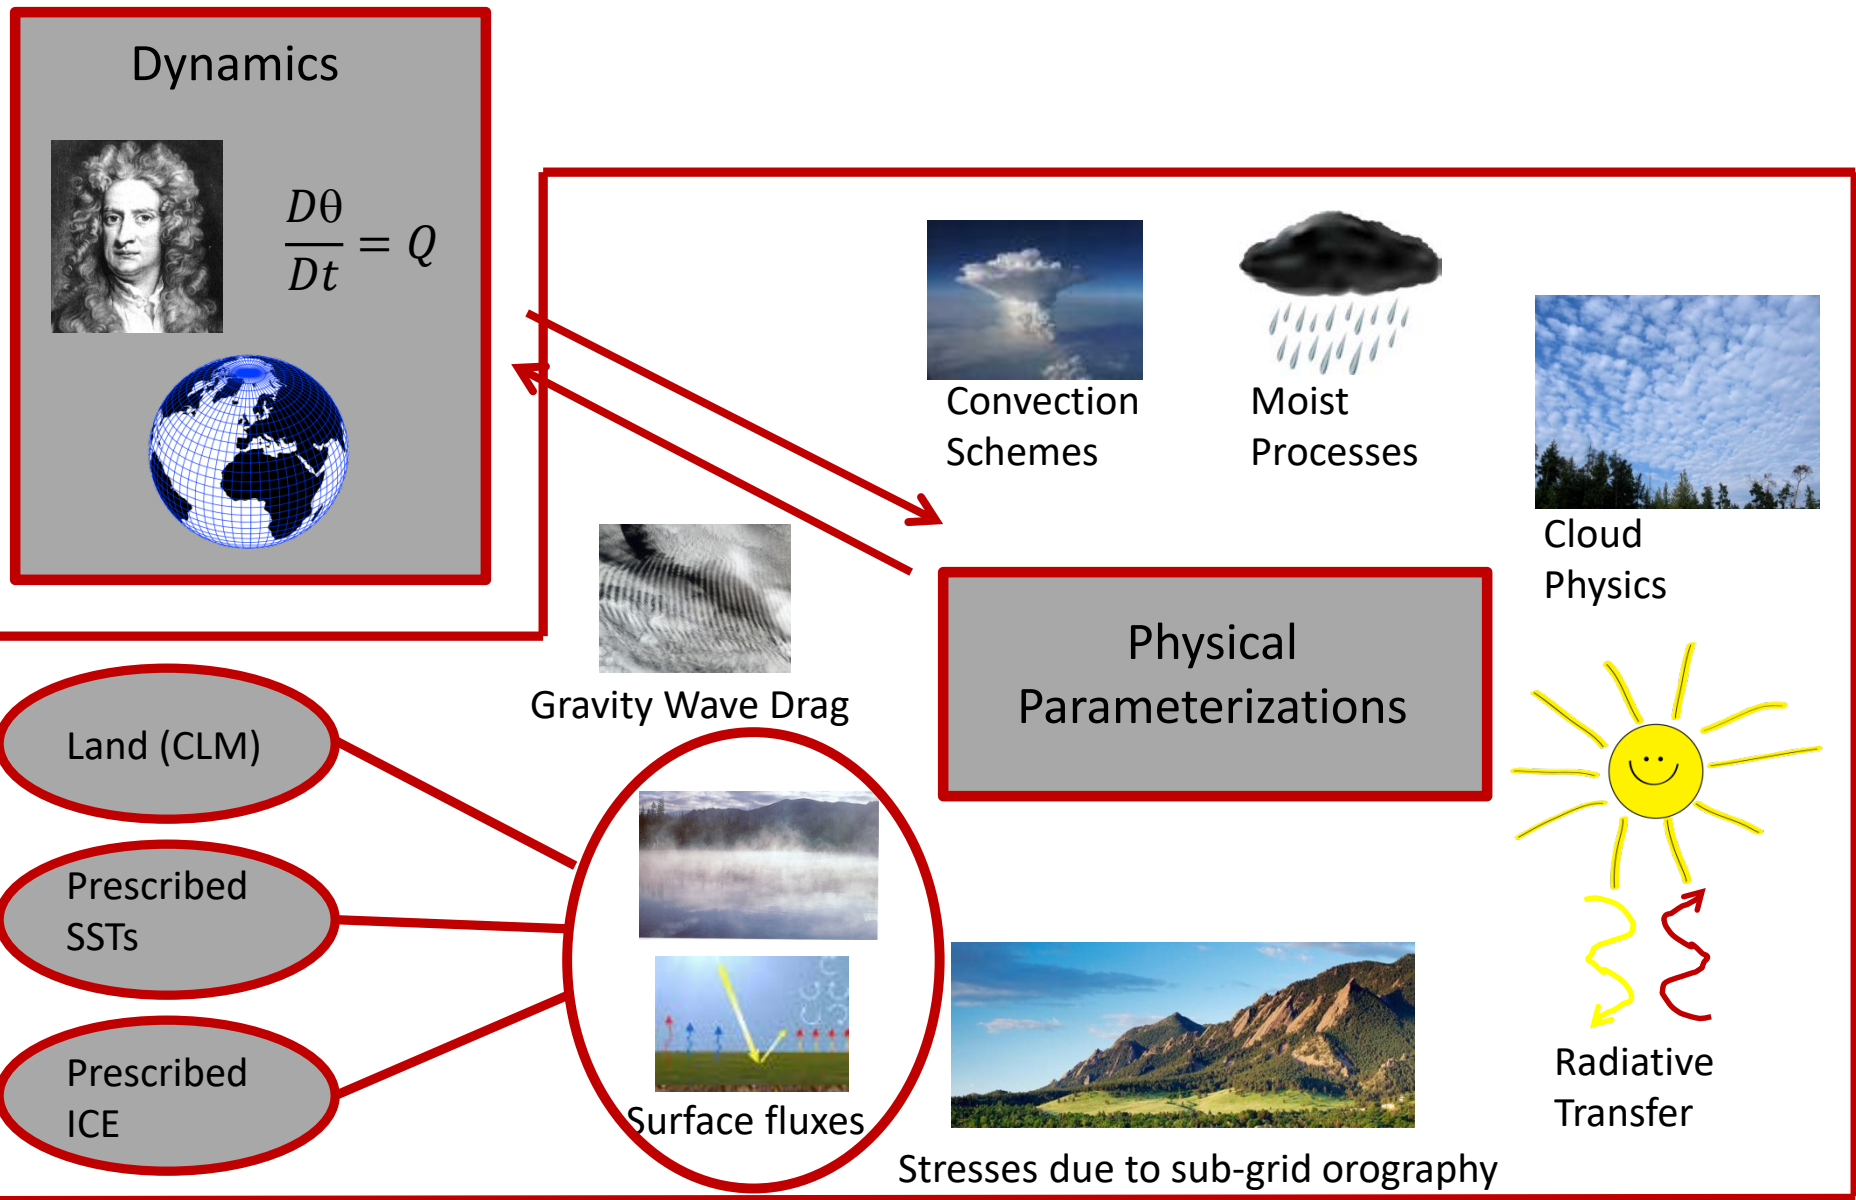 Dynamics
Dθ
Dt
= Q
Convection
Schemes
Moist
Processes
Cloud
Physics
Gravity Wave Drag
Physical
Parameterizations
Land (CLM)
Prescribed
SSTs
Prescribed
ICE
Surface fluxes
Stresses due to sub-grid orography
Radiative
Transfer